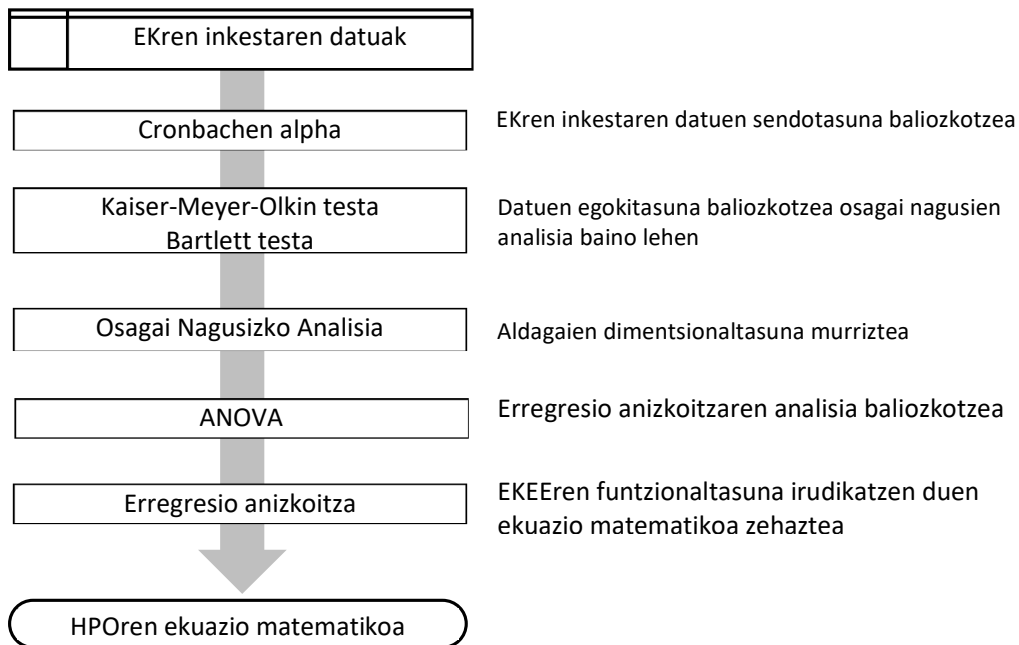 EKren inkestaren datuak
Cronbachen alpha
EKren inkestaren datuen sendotasuna baliozkotzea
Kaiser-Meyer-Olkin testa
Bartlett testa
Datuen egokitasuna baliozkotzea osagai nagusien
analisia baino lehen
Osagai Nagusizko Analisia
Aldagaien dimentsionaltasuna murriztea
ANOVA
Erregresio anizkoitzaren analisia baliozkotzea
Erregresio anizkoitza
EKEEren funtzionaltasuna irudikatzen duen
ekuazio matematikoa zehaztea
HPOren ekuazio matematikoa